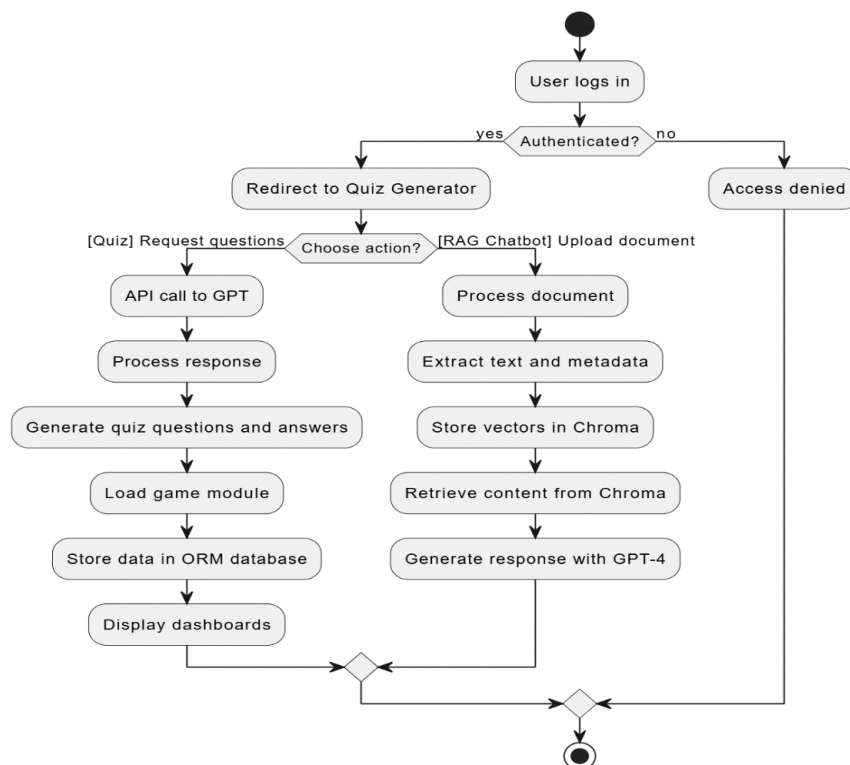 User logs in
yes
Authenticated?
no
Redirect to Quiz Generator
Access denied
[Quiz] Request questions
Choose action?
[RAG Chatbot] Upload document
API call to GPT
Process document
Process response
Extract text and metadata
Generate quiz questions and answers
Store vectors in Chroma
Load game module
Retrieve content from Chroma
Store data in ORM database
Generate response with GPT-4
Display dashboards